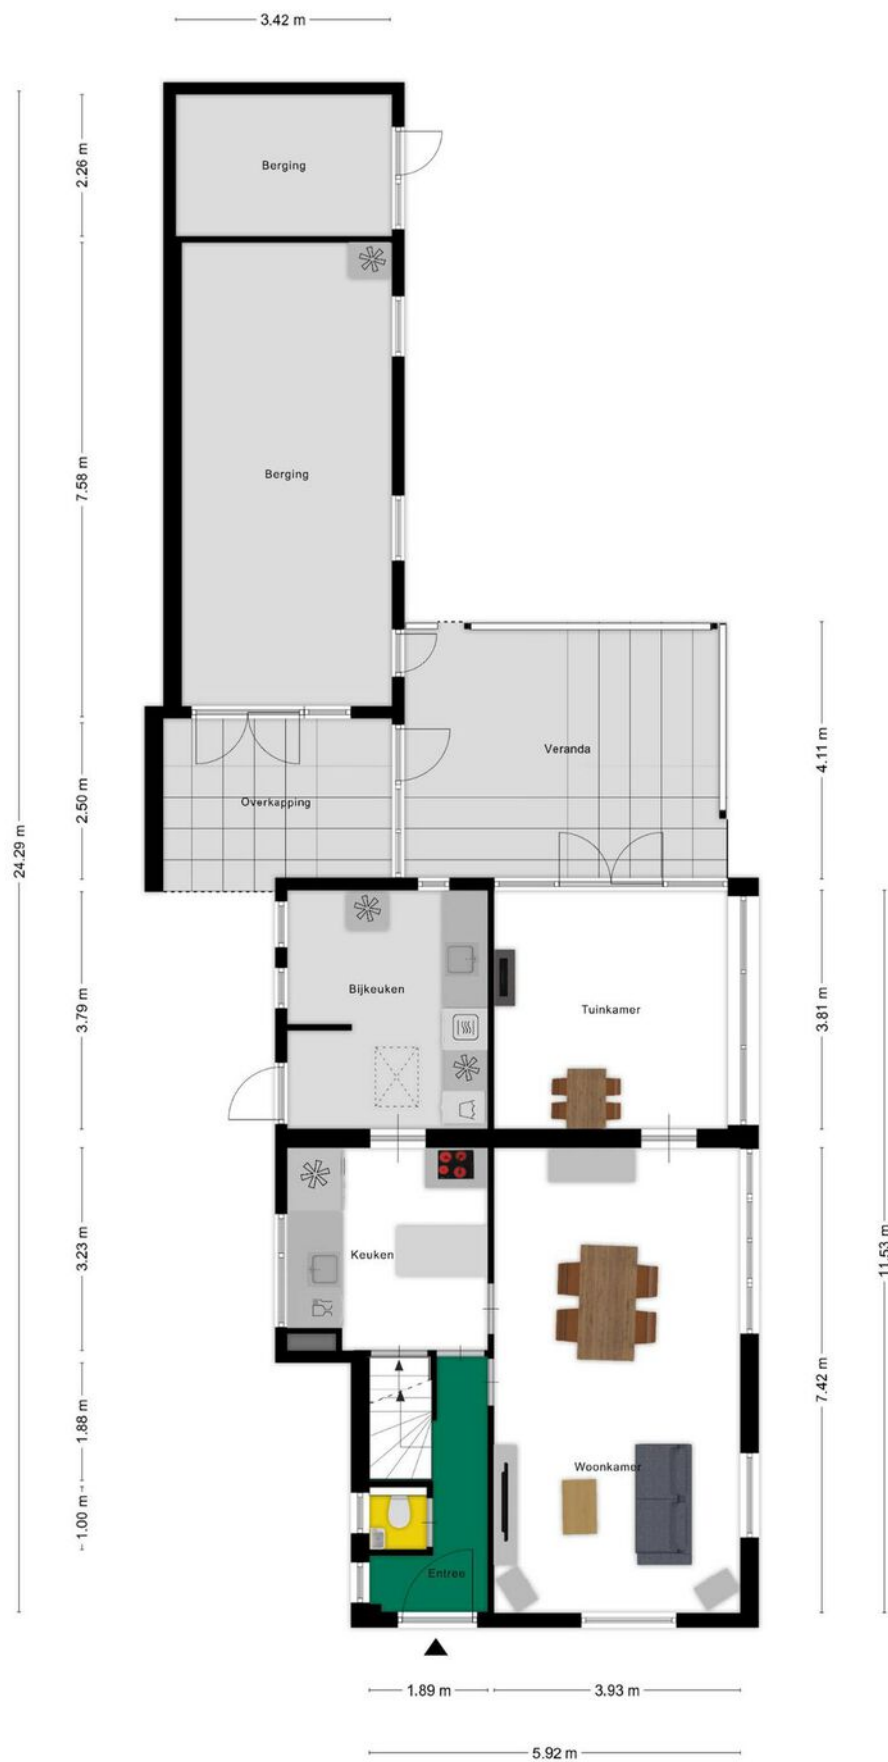 3.42 m
Berging
2.26 m
Berging
7.58 m
Veranda
4.11 m
Overkapping
2.50 m
24.29 m
Bijkeuken
Tuinkamer
3.79 m
3.81 m
Keuken
3.23 m
11.53 m
7.42 m
1.88 m
Woonkamer
1.00 m
Entree
1.89 m
3.93 m
5.92 m